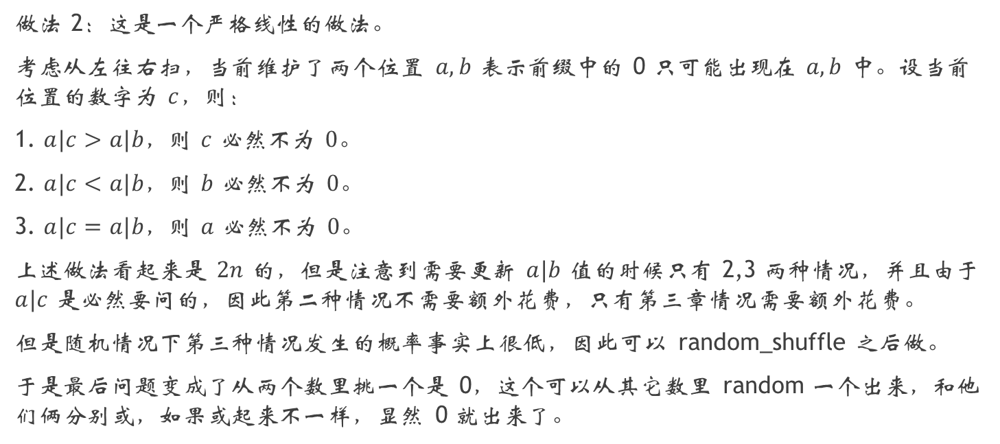 做法 2：这是一个严格线性的做法。
考虑从左往右扫，当前维护了两个位置 a, b 表示前缀中的 0 只可能出现在 a, b 中。设当前
位置的数字为 c，则：
1. a|c > a|b，则 c 必然不为 0。
2. a|c < a|b，则 b 必然不为 0。
3. a|c = a|b，则 a 必然不为 0。
上述做法看起来是 2n 的，但是注意到需要更新 a|b 值的时候只有 2,3 两种情况，并且由于
a|c 是必然要问的，因此第二种情况不需要额外花费，只有第三章情况需要额外花费。
但是随机情况下第三种情况发生的概率事实上很低，因此可以 random_shuffle 之后做。
于是最后问题变成了从两个数里挑一个是 0，这个可以从其它数里 random 一个出来，和他
们俩分别或，如果或起来不一样，显然 0 就出来了。